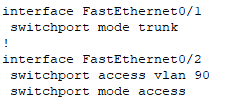 interface FastEthernet0/1
 switchport mode trunk
!
interface FastEthernet0/2
 switchport access vlan 90
 switchport mode access